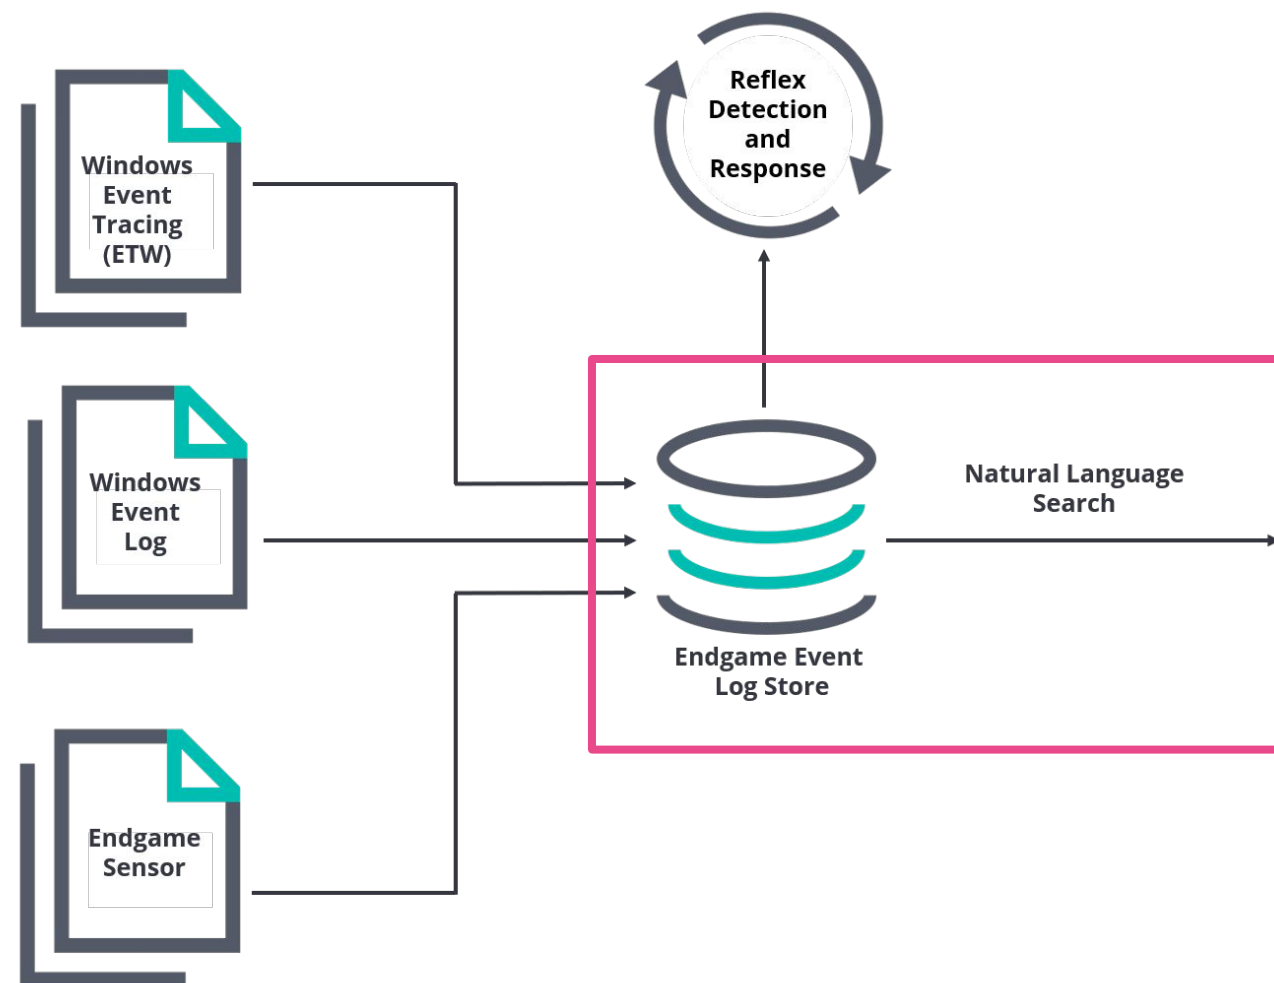 Reflex
Detection
and
Response
Windows
Event
Tracing
(ETW)
Windows
Event
Log
Natural Language
Search
Endgame Event
Log Store
Endgame
Sensor